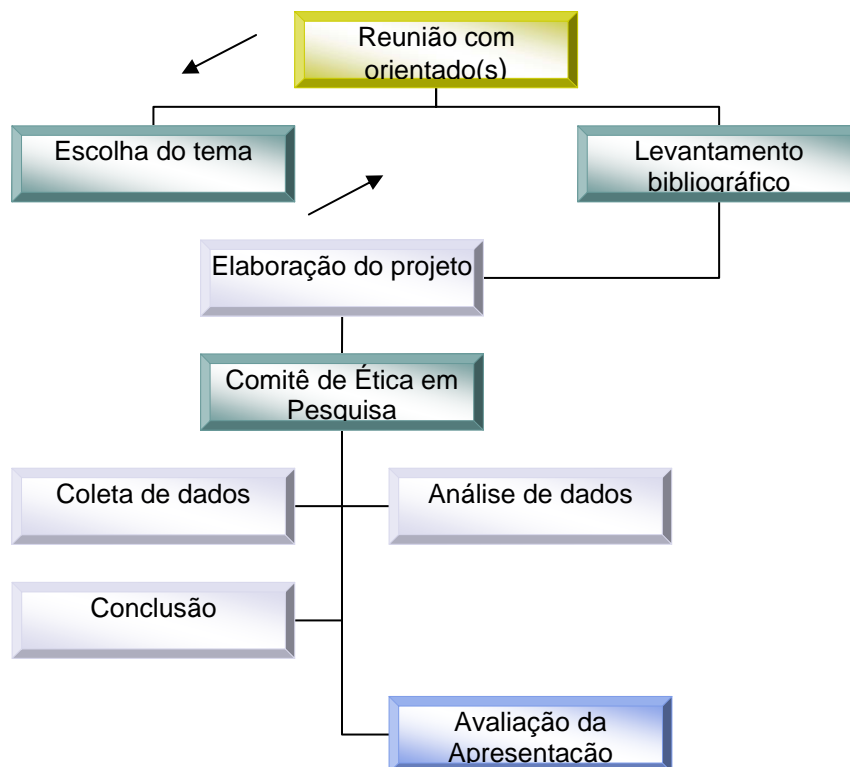 Reunião com
orientado(s)
Escolha do tema
Levantamento
bibliográfico
Elaboração do projeto
Comitê de Ética em
Pesquisa
Coleta de dados
Análise de dados
Conclusão
Avaliação da
Apresentação